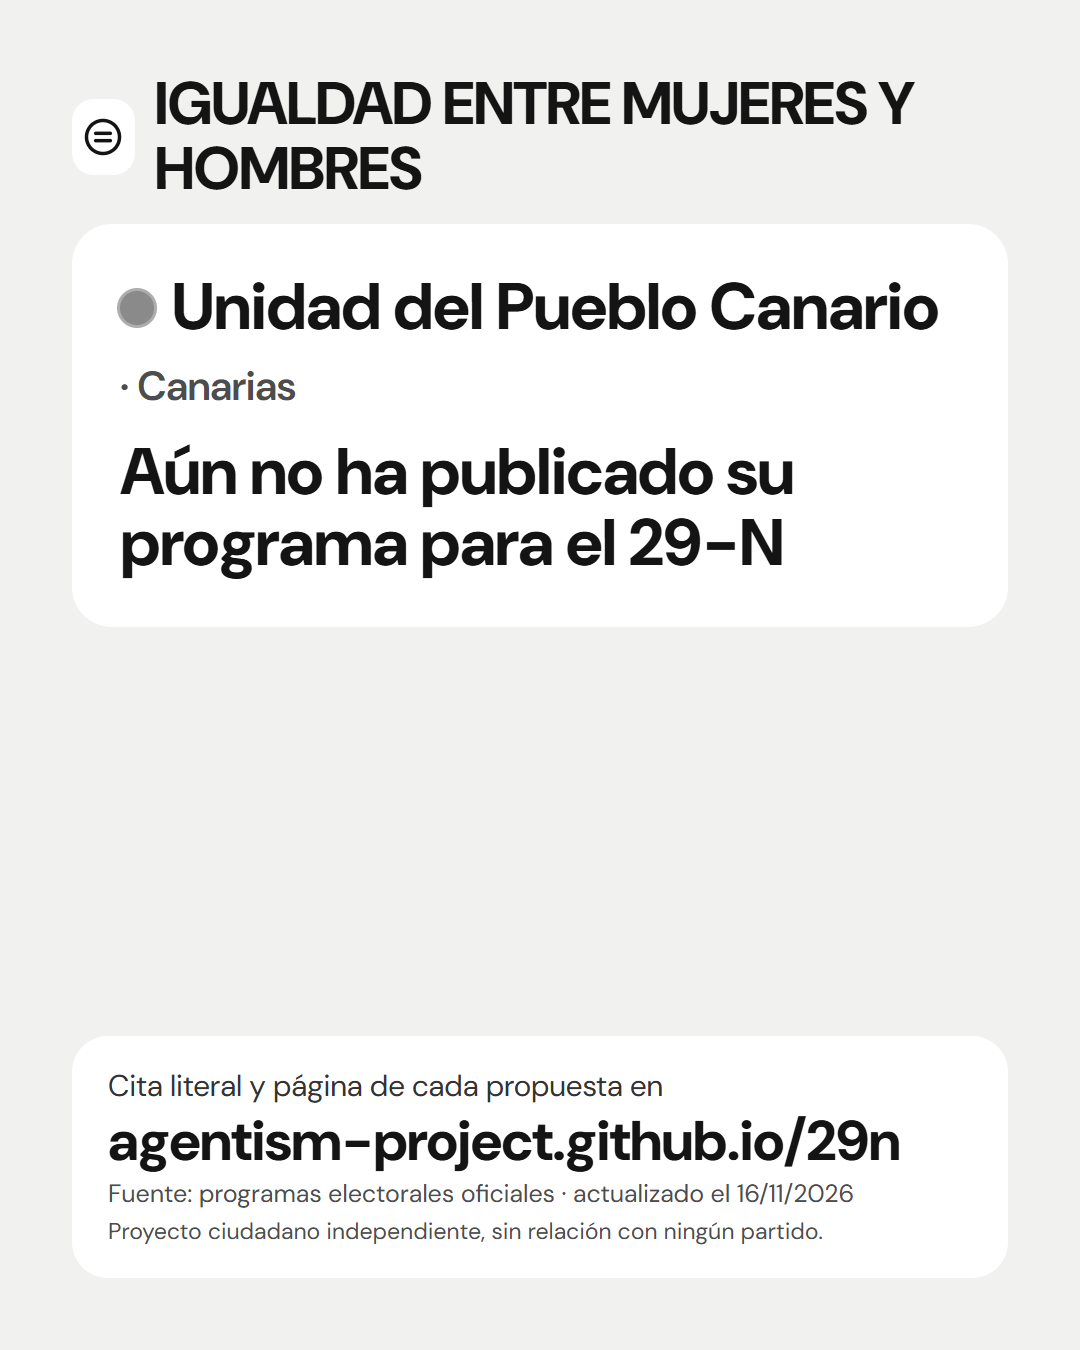 IGUALDAD ENTRE MUJERES Y
HOMBRES
Unidad del Pueblo Canario
· Canarias
Aún no ha publicado su
programa para el 29-N
Cita literal y página de cada propuesta en
agentism-project.github.io/29n
Fuente: programas electorales oficiales · actualizado el 16/11/2026
Proyecto ciudadano independiente, sin relación con ningún partido.